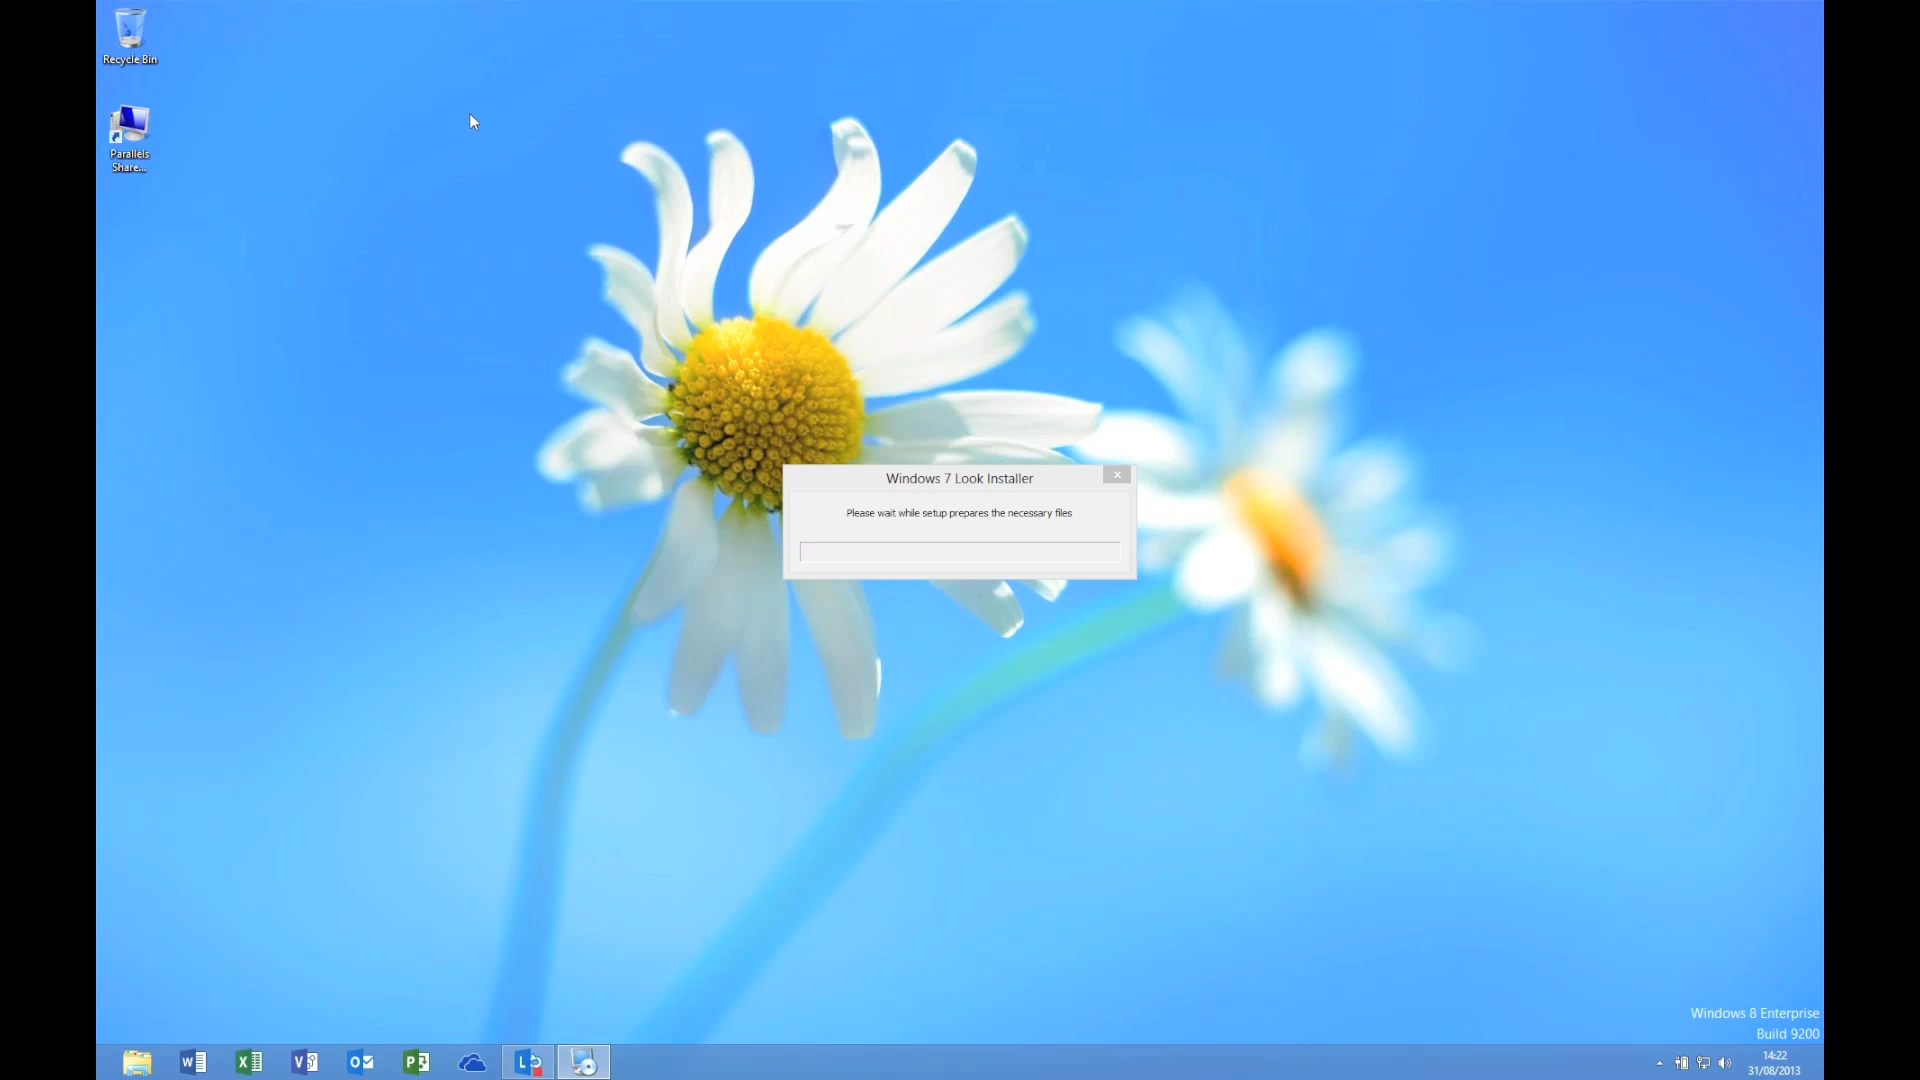 Recycle Bin
Parallels
Share...
Windows 7 Look Installer
Please wait while setup prepares the necessary files
Windows 8 Enterprise
Build 9200
14:22
31/08/2013